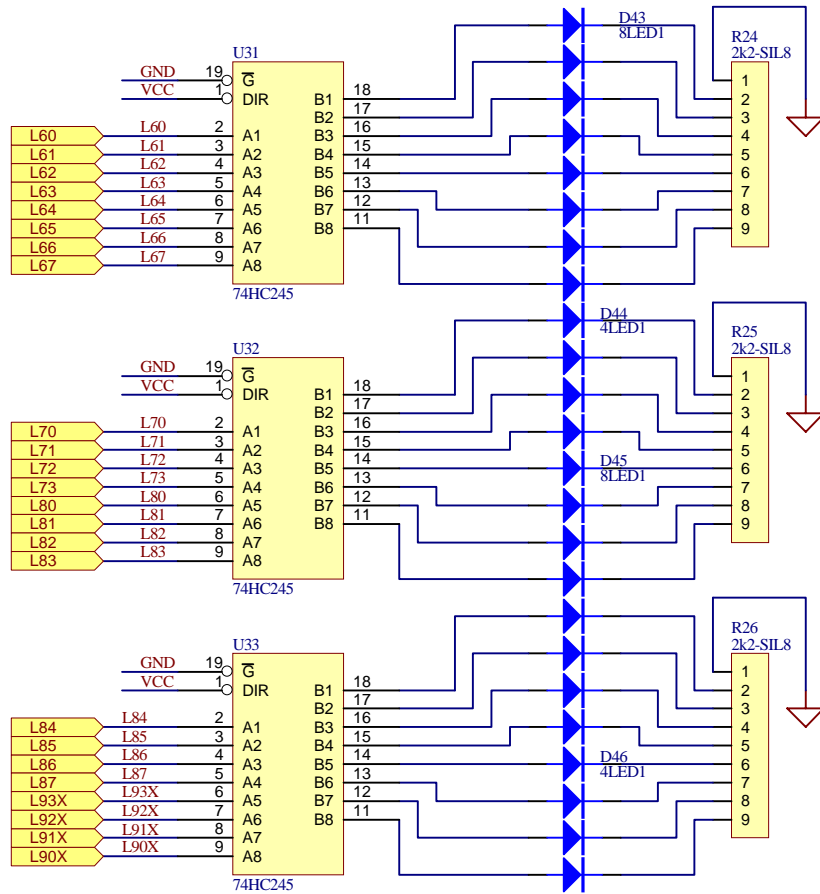 D43
8LED1
U31
R24
2k2-SIL8
GND 19 G
VCC 1 DIR B1 18
B2 17
L60 L60 2 A1 B3 16
L61 L61 3 A2 B4 15
L62 L62 4 A3 B5 14
L63 L63 5 A4 B6 13
L64 L64 6 A5 B7 12
L65 L65 7 A6 B8 11
L66 L66 8 A7
L67 L67 9 A8
1
2
3
4
5
6
7
8
9
74HC245
D44
4LED1
U32
R25
2k2-SIL8
GND 19 G
VCC 1 DIR B1 18
B2 17
L70 L70 2 A1 B3 16
L71 L71 3 A2 B4 15
L72 L72 4 A3 B5 14
L73 L73 5 A4 B6 13
L80 L80 6 A5 B7 12
L81 L81 7 A6 B8 11
L82 L82 8 A7
L83 L83 9 A8
D45
8LED1
1
2
3
4
5
6
7
8
9
74HC245
U33
R26
2k2-SIL8
GND 19 G
VCC 1 DIR B1 18
B2 17
L84 L84 2 A1 B3 16
L85 L85 3 A2 B4 15
L86 L86 4 A3 B5 14
L87 L87 5 A4 B6 13
L93X L93X 6 A5 B7 12
L92X L92X 7 A6 B8 11
L91X L91X 8 A7
L90X L90X 9 A8
D46
4LED1
1
2
3
4
5
6
7
8
9
74HC245